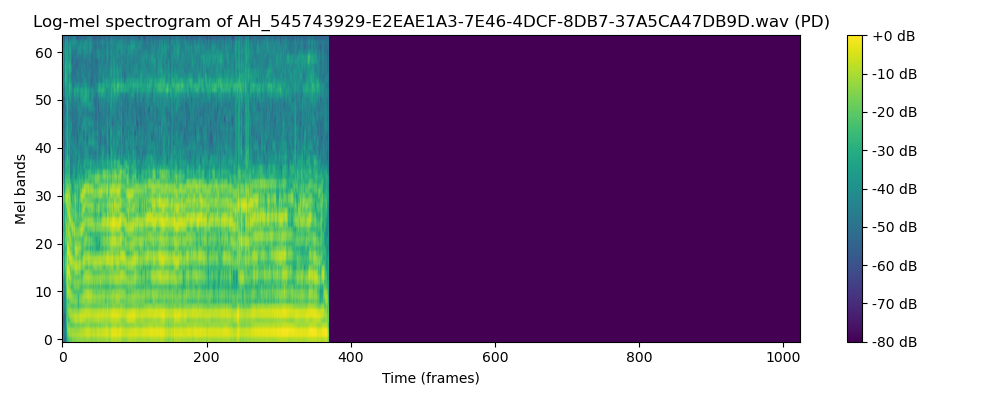 Log-mel spectrogram of AH_545743929-E2EAE1A3-7E46-4DCF-8DB7-37A5CA47DB9D.wav (PD)
60
50
40
30
20
10
0
Mel bands
0 200 400 600 800 1000
Time (frames)
+0 dB
-10 dB
-20 dB
-30 dB
-40 dB
-50 dB
-60 dB
-70 dB
-80 dB